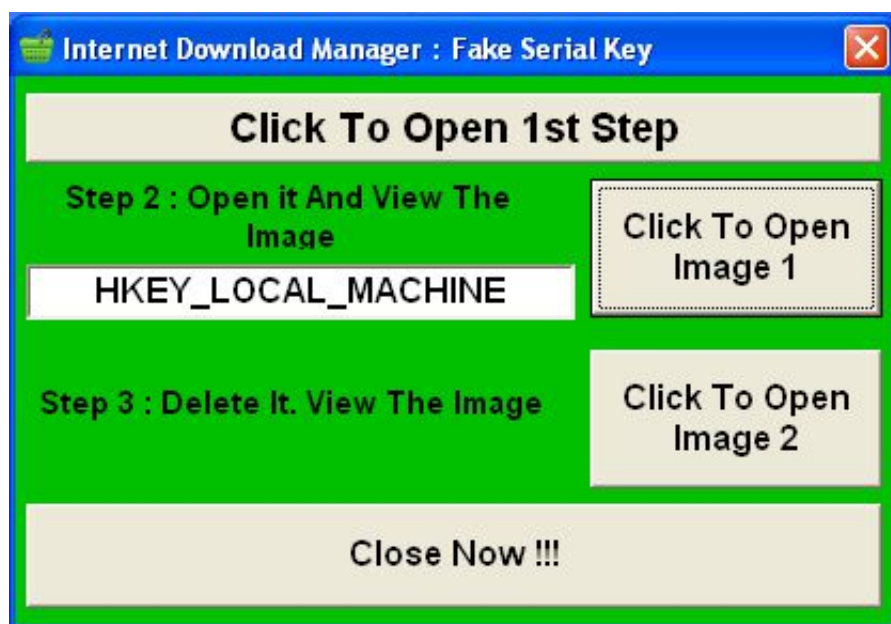 Internet Download Manager : Fake Serial Key
Click To Open 1st Step
Step 2 : Open it And View The
Image
HKEY_LOCAL_MACHINE
Click To Open
Image 1
Step 3 : Delete It. View The Image
Click To Open
Image 2
Close Now !!!